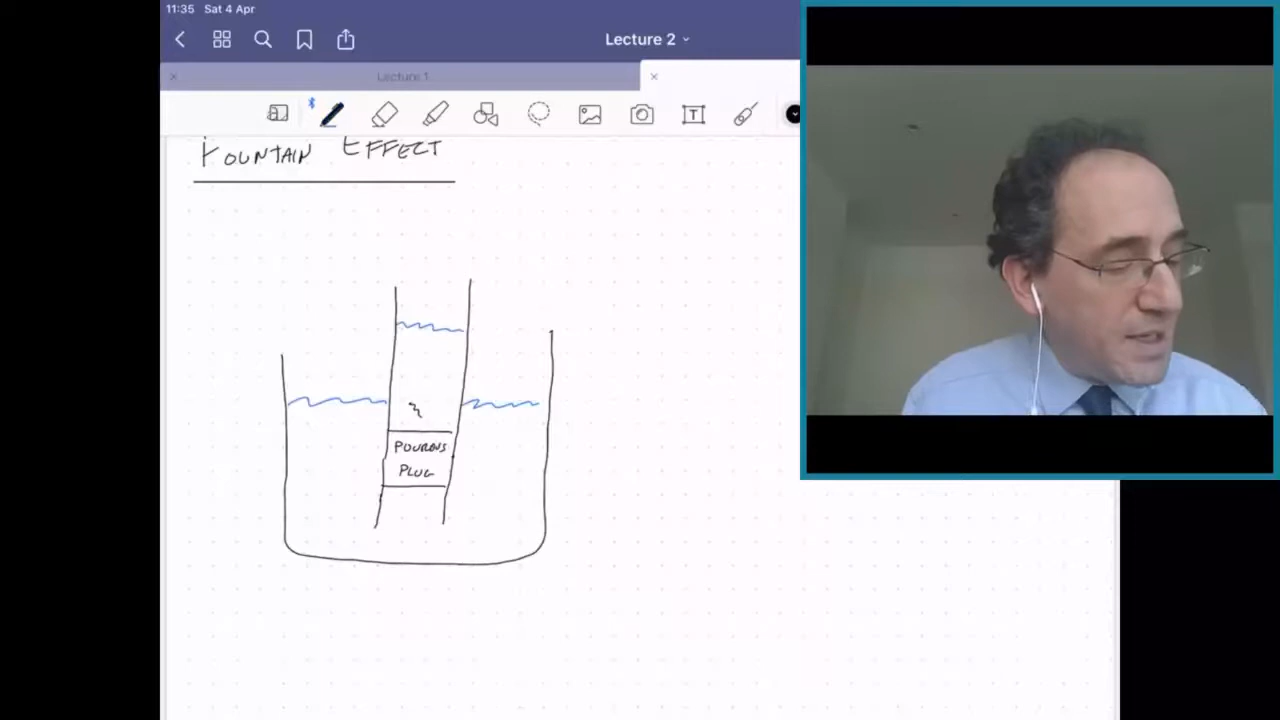 11:35 Sat 4 Apr
Lecture 2
Lecture 1
T
FOUNTAIN EFFECT
POUROUS
PLUG